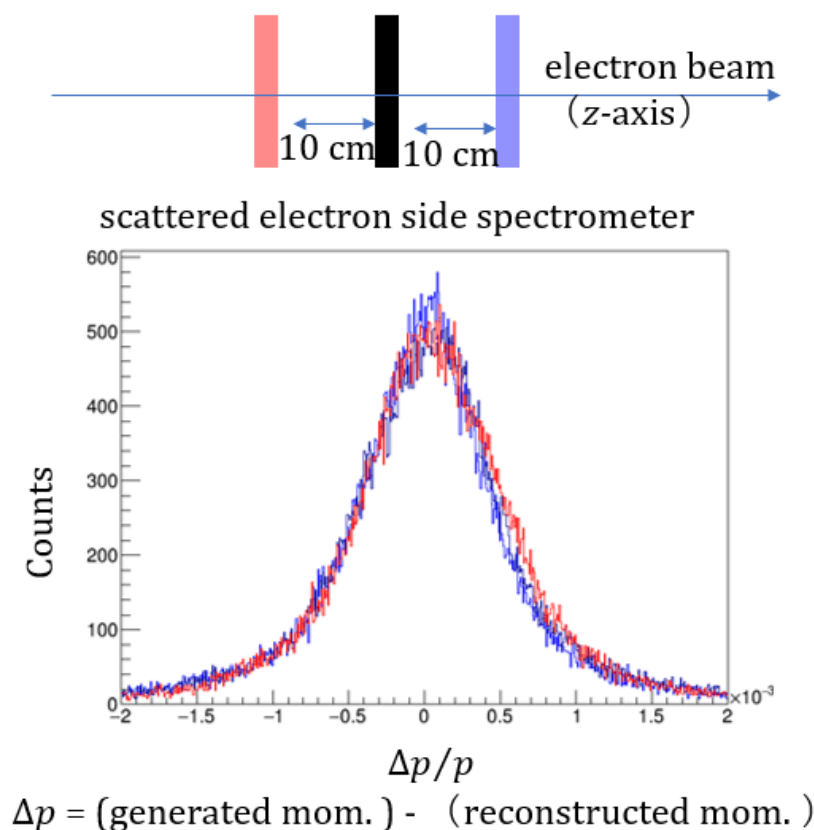 electron beam
（z-axis）
10 cm 10 cm
scattered electron side spectrometer
600
500
400
300
200
100
0
Counts
−2 −1.5 −1 −0.5 0 0.5 1 1.5 2 ×10⁻³
Δp/p
Δp = (generated mom. ) - （reconstructed mom. ）